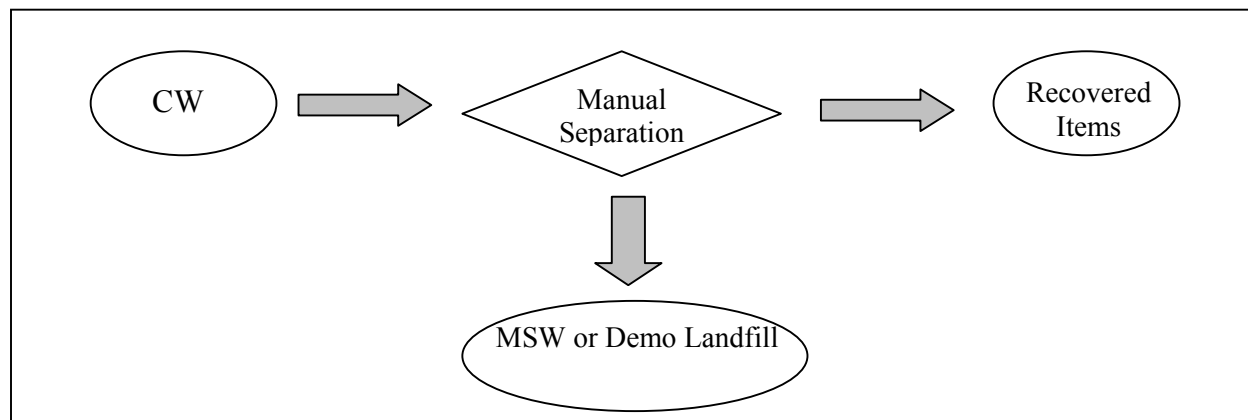 CW
Manual
Separation
Recovered
Items
MSW or Demo Landfill